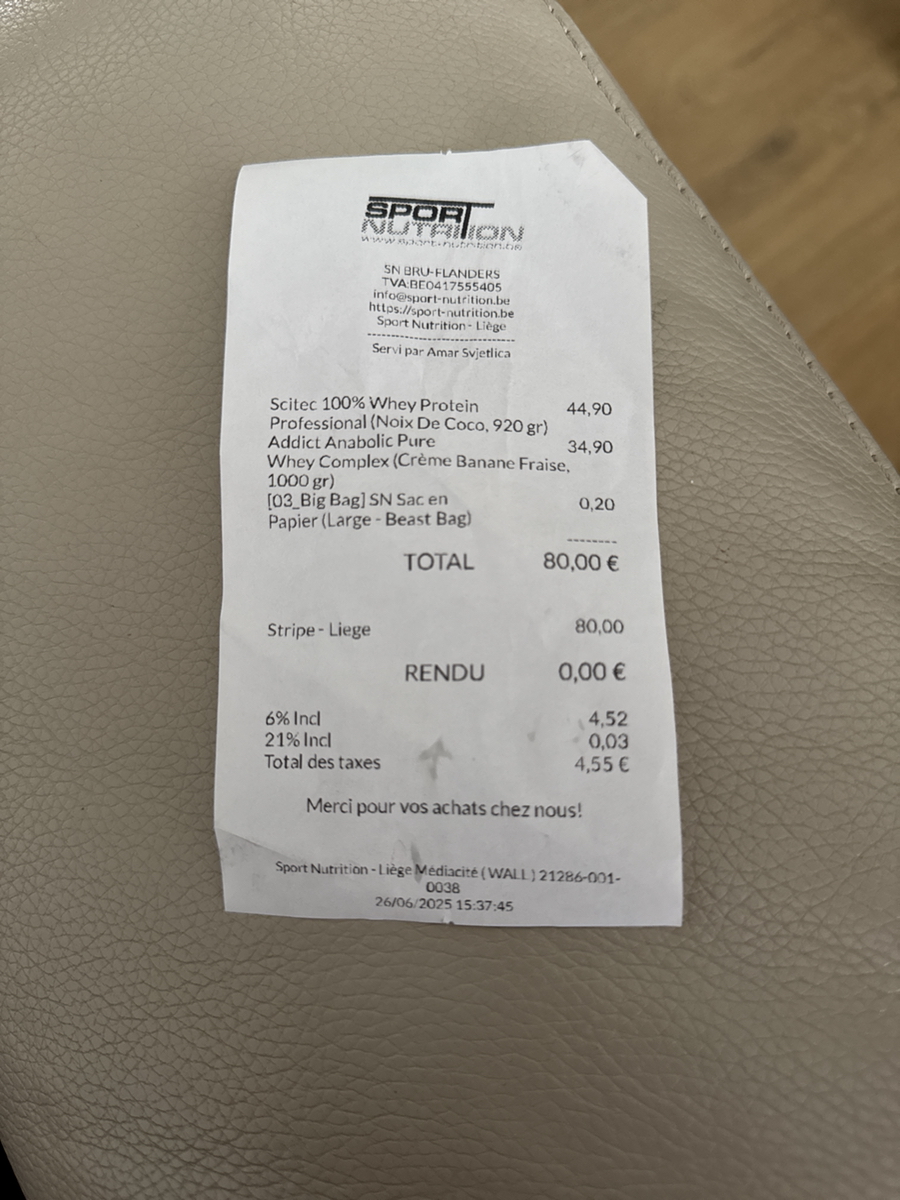 SPORT
NUTRITION
www.sport-nutrition.be
SN BRU-FLANDERS
TVA:BE0417555405
info@sport-nutrition.be
https://sport-nutrition.be
Sport Nutrition - Liège
--------------------------------
Servi par Amar Svjetlica
Scitec 100% Whey Protein 44,90
Professional (Noix De Coco, 920 gr)
Addict Anabolic Pure 34,90
Whey Complex (Crème Banane Fraise,
1000 gr)
[03_Big Bag] SN Sac en 0,20
Papier (Large - Beast Bag)
--------
TOTAL 80,00 €
Stripe - Liege 80,00
RENDU 0,00 €
6% Incl 4,52
21% Incl 0,03
Total des taxes 4,55 €
Merci pour vos achats chez nous!
Sport Nutrition - Liège Médiacité (WALL) 21286-001-
0038
26/06/2025 15:37:45